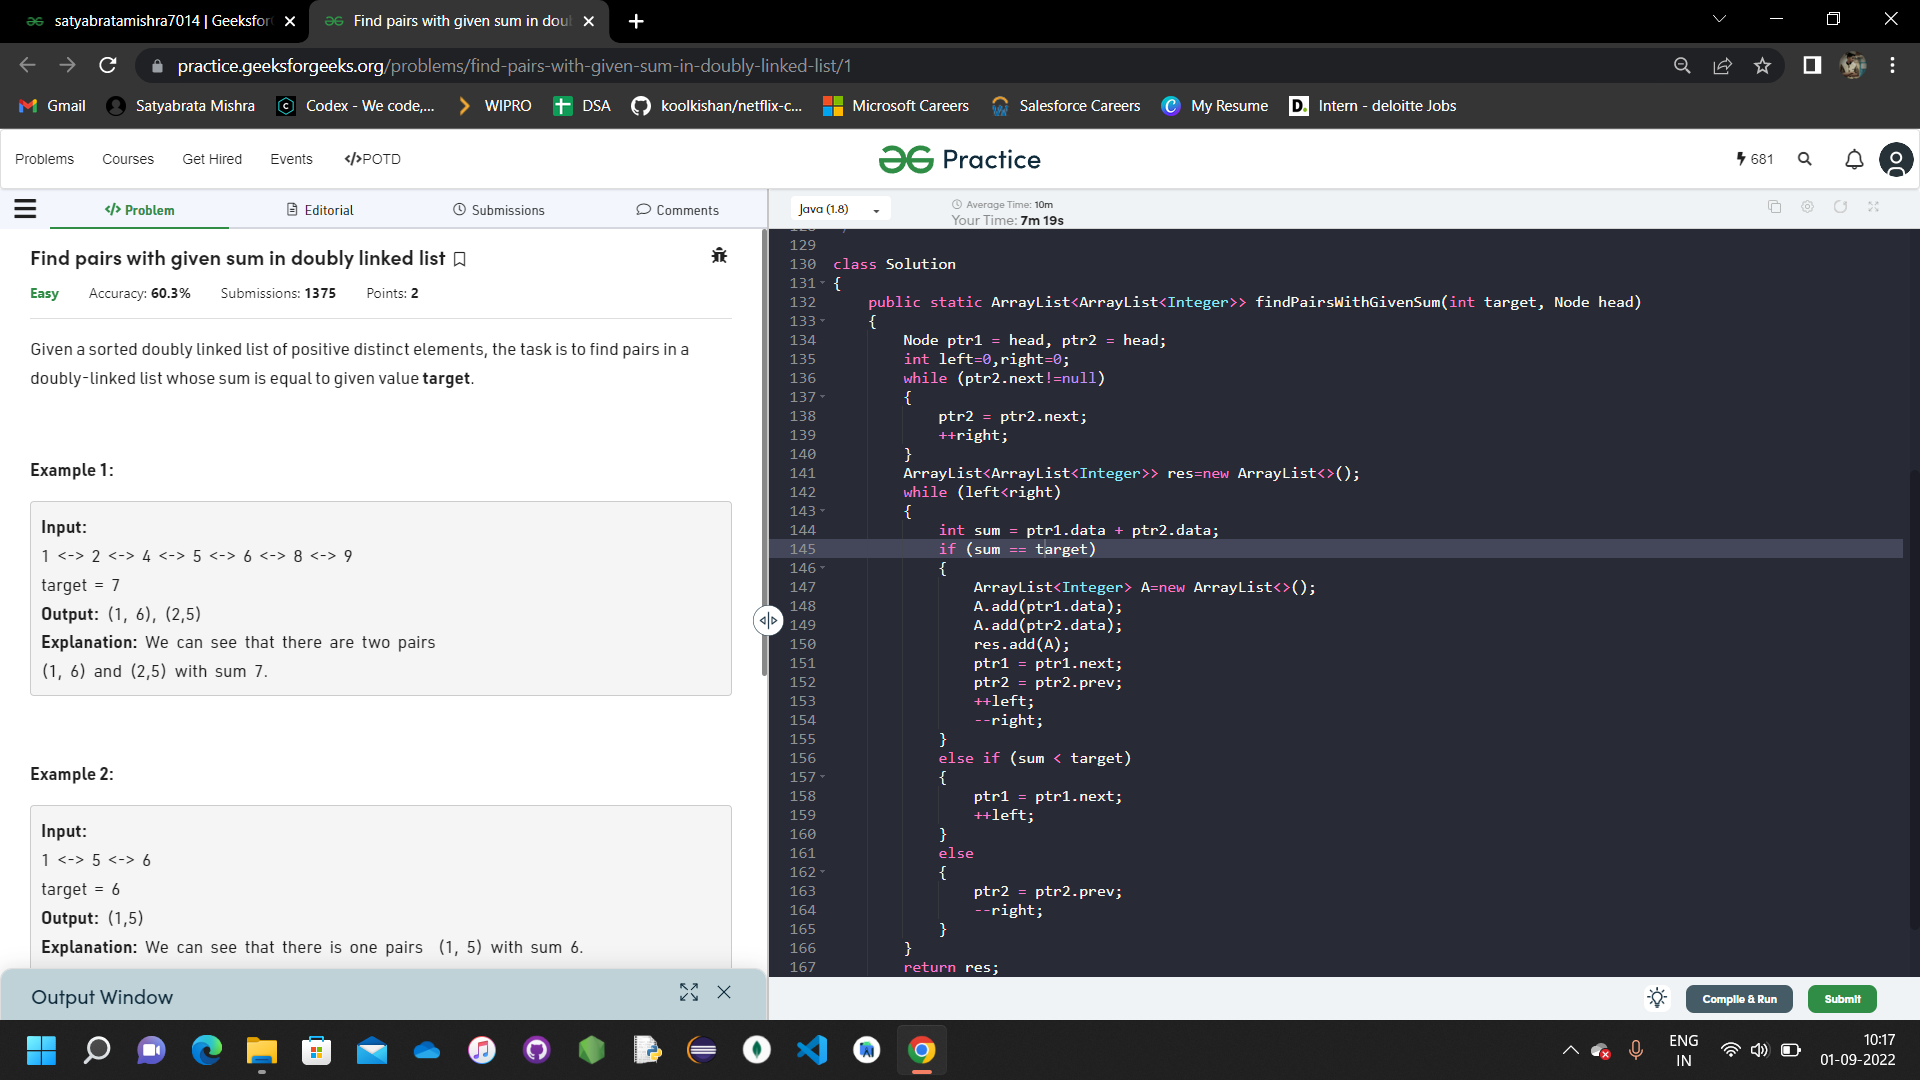 satyabratamishra7014 | Geeksfor
Find pairs with given sum in doub
practice.geeksforgeeks.org/problems/find-pairs-with-given-sum-in-doubly-linked-list/1
Gmail
Satyabrata Mishra
Codex - We code,...
WIPRO
DSA
koolkishan/netflix-c...
Microsoft Careers
Salesforce Careers
My Resume
D.
Intern - deloitte Jobs
Problems
Courses
Get Hired
Events
</>POTD
Practice
681
</> Problem
Editorial
Submissions
Comments
Java (1.8)
Average Time: 10m
Your Time: 7m 19s
Find pairs with given sum in doubly linked list
Easy
Accuracy: 60.3%
Submissions: 1375
Points: 2
Given a sorted doubly linked list of positive distinct elements, the task is to find pairs in a
doubly-linked list whose sum is equal to given value target.
Example 1:
Input:
1 <-> 2 <-> 4 <-> 5 <-> 6 <-> 8 <-> 9
target = 7
Output: (1, 6), (2,5)
Explanation: We can see that there are two pairs
(1, 6) and (2,5) with sum 7.
Example 2:
Input:
1 <-> 5 <-> 6
target = 6
Output: (1,5)
Explanation: We can see that there is one pairs  (1, 5) with sum 6.
Output Window
129
130 class Solution
131 {
132 public static ArrayList<ArrayList<Integer>> findPairsWithGivenSum(int target, Node head)
133 {
134 Node ptr1 = head, ptr2 = head;
135 int left=0,right=0;
136 while (ptr2.next!=null)
137 {
138 ptr2 = ptr2.next;
139 ++right;
140 }
141 ArrayList<ArrayList<Integer>> res=new ArrayList<>();
142 while (left<right)
143 {
144 int sum = ptr1.data + ptr2.data;
145 if (sum == target)
146 {
147 ArrayList<Integer> A=new ArrayList<>();
148 A.add(ptr1.data);
149 A.add(ptr2.data);
150 res.add(A);
151 ptr1 = ptr1.next;
152 ptr2 = ptr2.prev;
153 ++left;
154 --right;
155 }
156 else if (sum < target)
157 {
158 ptr1 = ptr1.next;
159 ++left;
160 }
161 else
162 {
163 ptr2 = ptr2.prev;
164 --right;
165 }
166 }
167 return res;
Compile & Run
Submit
ENG
IN
10:17
01-09-2022